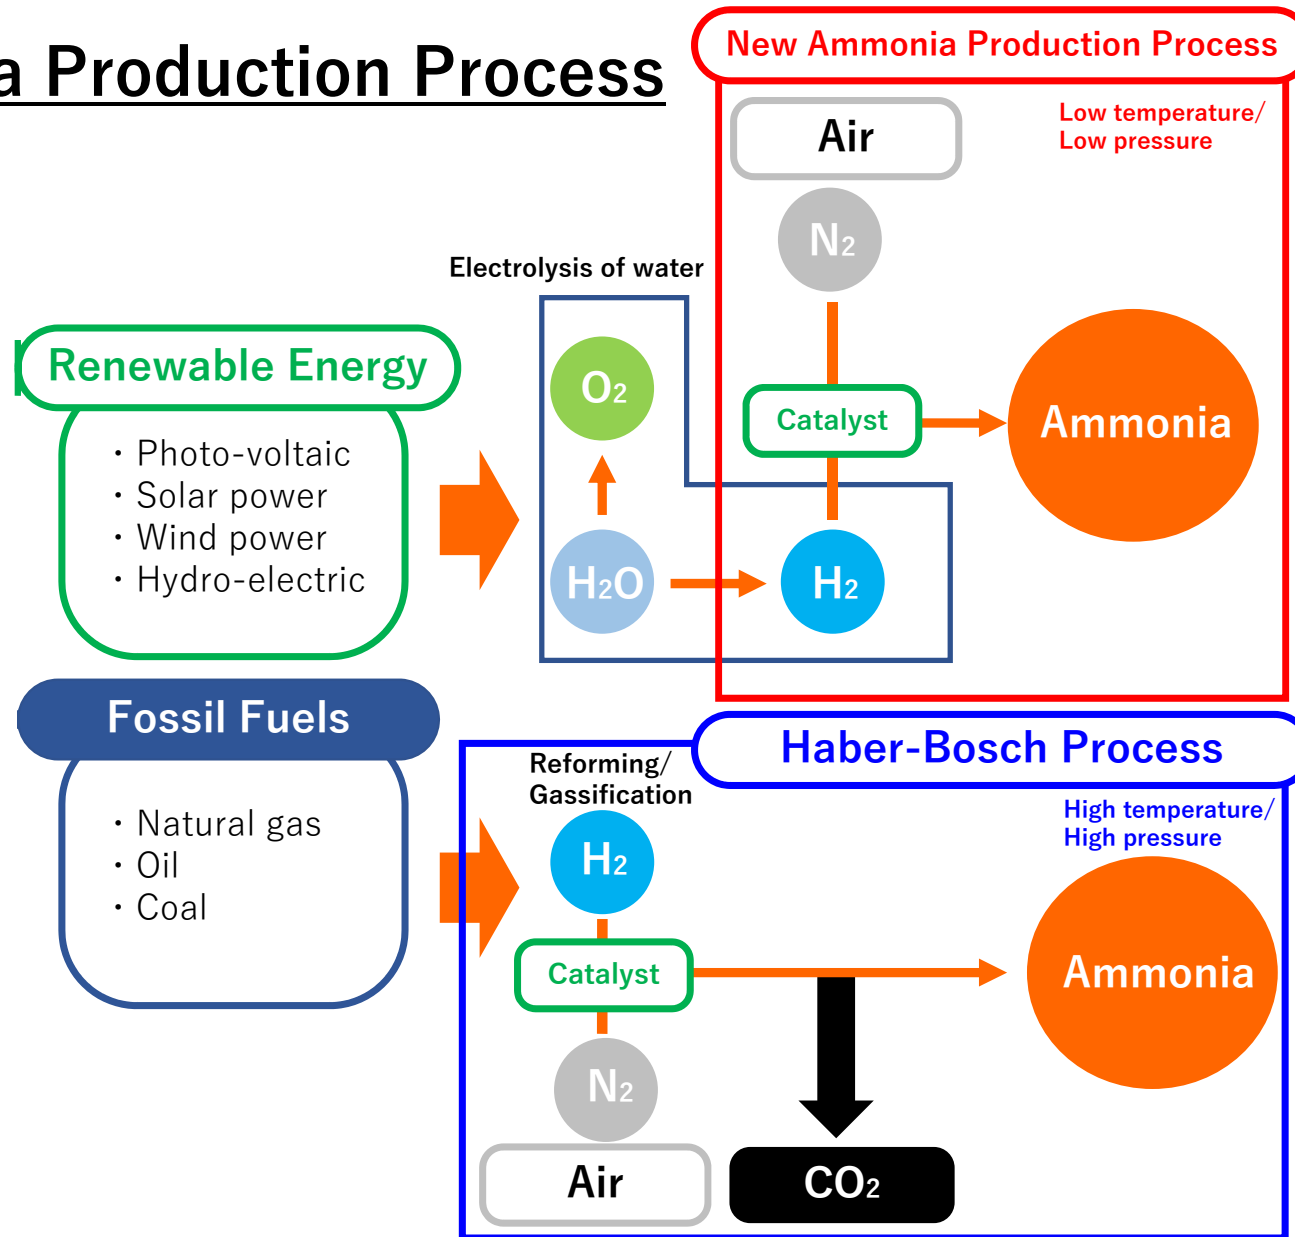 a Production Process
New Ammonia Production Process
Low temperature/
Low pressure
Air
N2
Electrolysis of water
Renewable Energy
・Photo-voltaic
・Solar power
・Wind power
・Hydro-electric
O2
Catalyst
Ammonia
H2O
H2
Fossil Fuels
・Natural gas
・Oil
・Coal
Haber-Bosch Process
Reforming/
Gassification
High temperature/
High pressure
H2
Catalyst
Ammonia
N2
Air
CO2